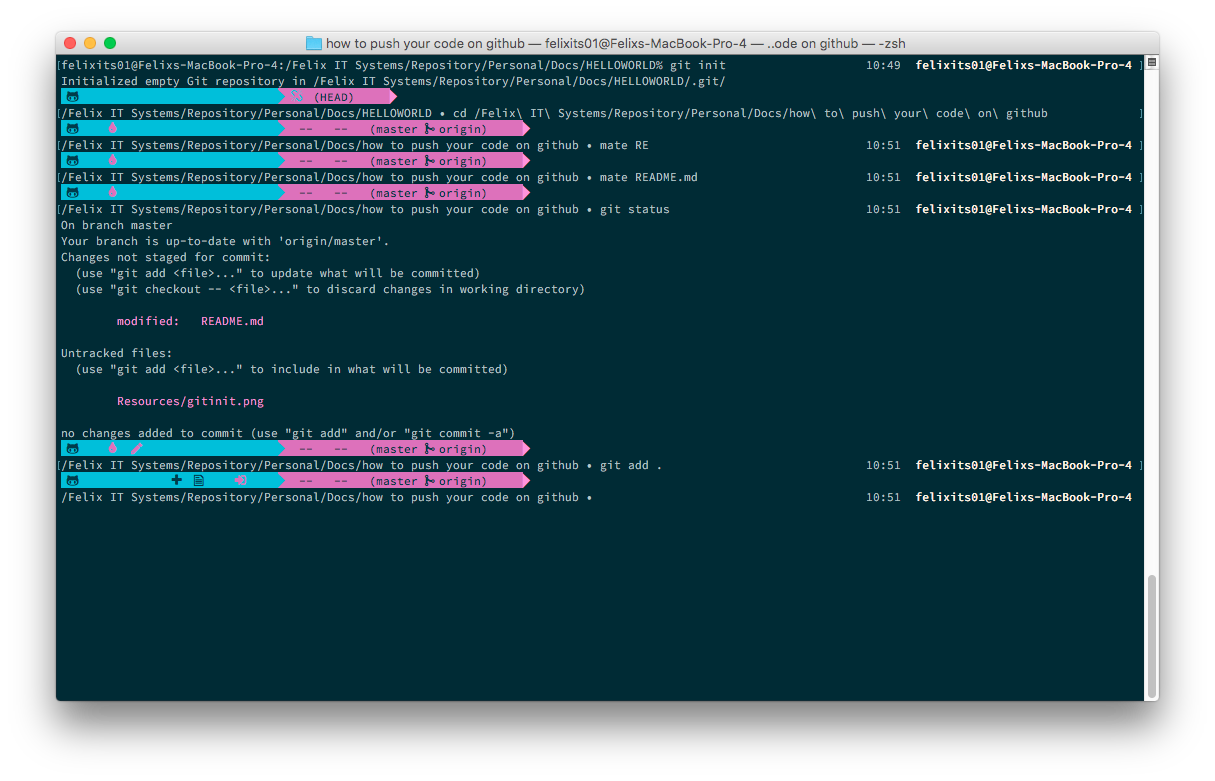 how to push your code on github — felixits01@Felixs-MacBook-Pro-4 — ..ode on github — -zsh
[felixits01@Felixs-MacBook-Pro-4:/Felix IT Systems/Repository/Personal/Docs/HELLOWORLD% git init 10:49 felixits01@Felixs-MacBook-Pro-4 ]
Initialized empty Git repository in /Felix IT Systems/Repository/Personal/Docs/HELLOWORLD/.git/
(HEAD)
[/Felix IT Systems/Repository/Personal/Docs/HELLOWORLD • cd /Felix\ IT\ Systems/Repository/Personal/Docs/how\ to\ push\ your\ code\ on\ github ]
-- -- (master origin)
[/Felix IT Systems/Repository/Personal/Docs/how to push your code on github • mate RE 10:51 felixits01@Felixs-MacBook-Pro-4 ]
-- -- (master origin)
[/Felix IT Systems/Repository/Personal/Docs/how to push your code on github • mate README.md 10:51 felixits01@Felixs-MacBook-Pro-4 ]
-- -- (master origin)
[/Felix IT Systems/Repository/Personal/Docs/how to push your code on github • git status 10:51 felixits01@Felixs-MacBook-Pro-4 ]
On branch master
Your branch is up-to-date with 'origin/master'.
Changes not staged for commit:
(use "git add <file>..." to update what will be committed)
(use "git checkout -- <file>..." to discard changes in working directory)
modified: README.md
Untracked files:
(use "git add <file>..." to include in what will be committed)
Resources/gitinit.png
no changes added to commit (use "git add" and/or "git commit -a")
-- -- (master origin)
[/Felix IT Systems/Repository/Personal/Docs/how to push your code on github • git add . 10:51 felixits01@Felixs-MacBook-Pro-4 ]
-- -- (master origin)
/Felix IT Systems/Repository/Personal/Docs/how to push your code on github • 10:51 felixits01@Felixs-MacBook-Pro-4